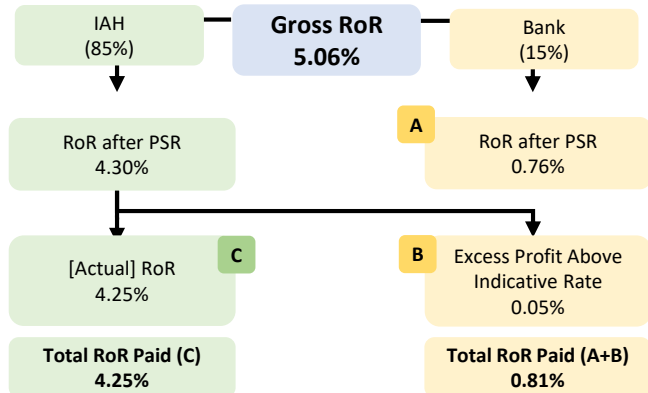 IAH
(85%)
Gross RoR
5.06%
Bank
(15%)
RoR after PSR
4.30%
A
RoR after PSR
0.76%
[Actual] RoR
4.25%
C
B
Excess Profit Above
Indicative Rate
0.05%
Total RoR Paid (C)
4.25%
Total RoR Paid (A+B)
0.81%